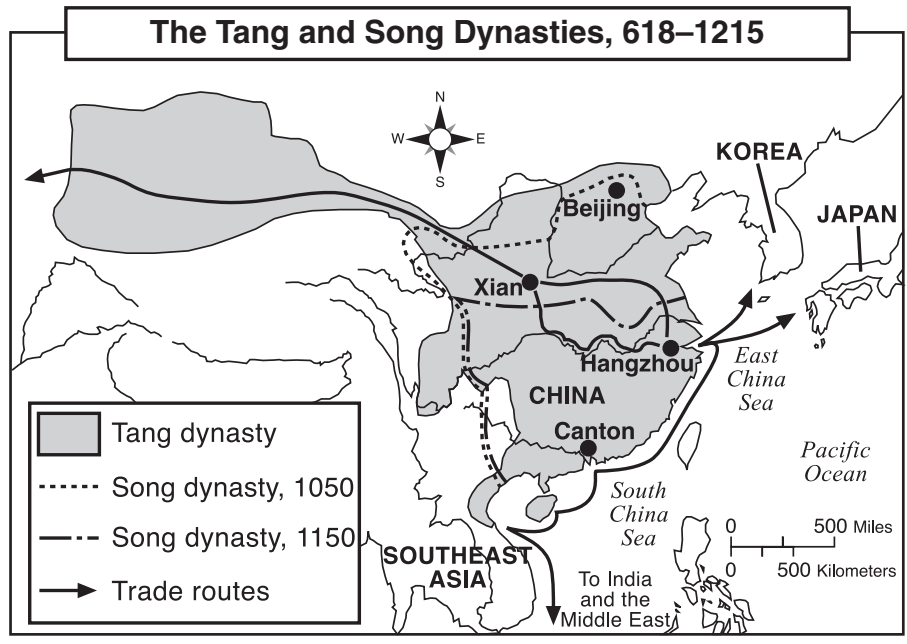 The Tang and Song Dynasties, 618–1215
N
W
E
S
KOREA
JAPAN
Beijing
Xian
Hangzhou
East
China
Sea
CHINA
Canton
Pacific
Ocean
South
China
Sea
SOUTHEAST
ASIA
To India
and the
Middle East
0 500 Miles
0 500 Kilometers
Tang dynasty
Song dynasty, 1050
Song dynasty, 1150
Trade routes